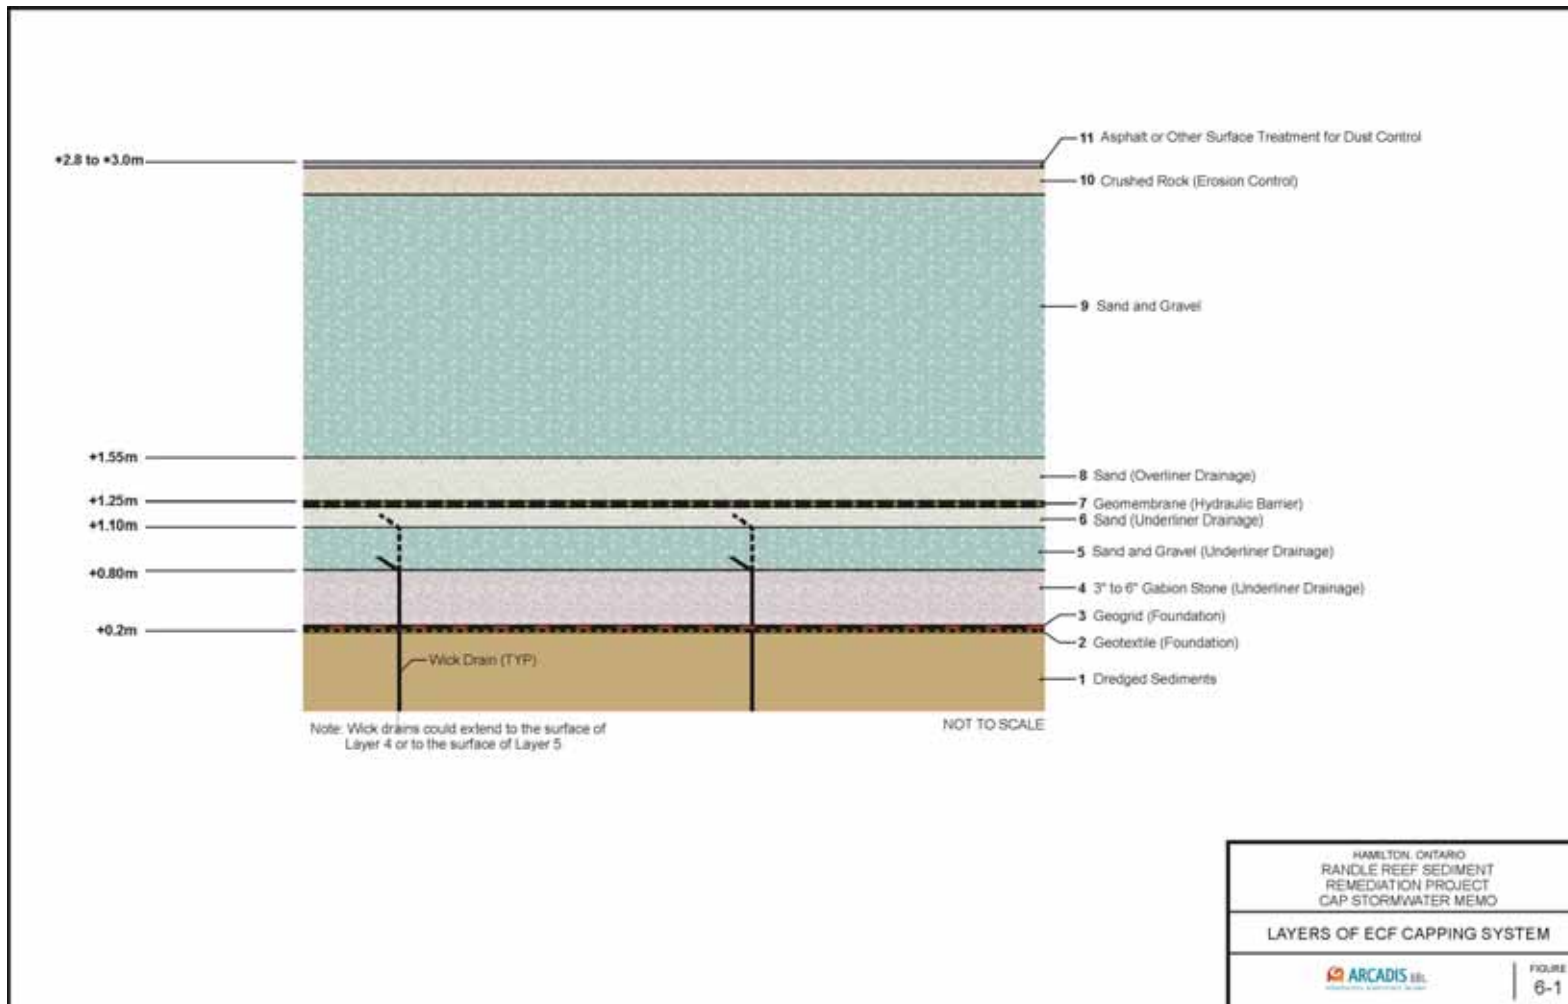 11 Asphalt or Other Surface Treatment for Dust Control
+2.8 to +3.0m
10 Crushed Rock (Erosion Control)
9 Sand and Gravel
+1.55m
8 Sand (Overliner Drainage)
+1.25m
7 Geomembrane (Hydraulic Barrier)
6 Sand (Underliner Drainage)
+1.10m
5 Sand and Gravel (Underliner Drainage)
+0.80m
4 3" to 6" Gabion Stone (Underliner Drainage)
3 Geogrid (Foundation)
+0.2m
2 Geotextile (Foundation)
Wick Drain (TYP)
1 Dredged Sediments
Note: Wick drains could extend to the surface of
Layer 4 or to the surface of Layer 5
NOT TO SCALE
HAMILTON, ONTARIO
RANDLE REEF SEDIMENT
REMEDIATION PROJECT
CAP STORMWATER MEMO
LAYERS OF ECF CAPPING SYSTEM
ARCADIS BBL
FIGURE
6-1